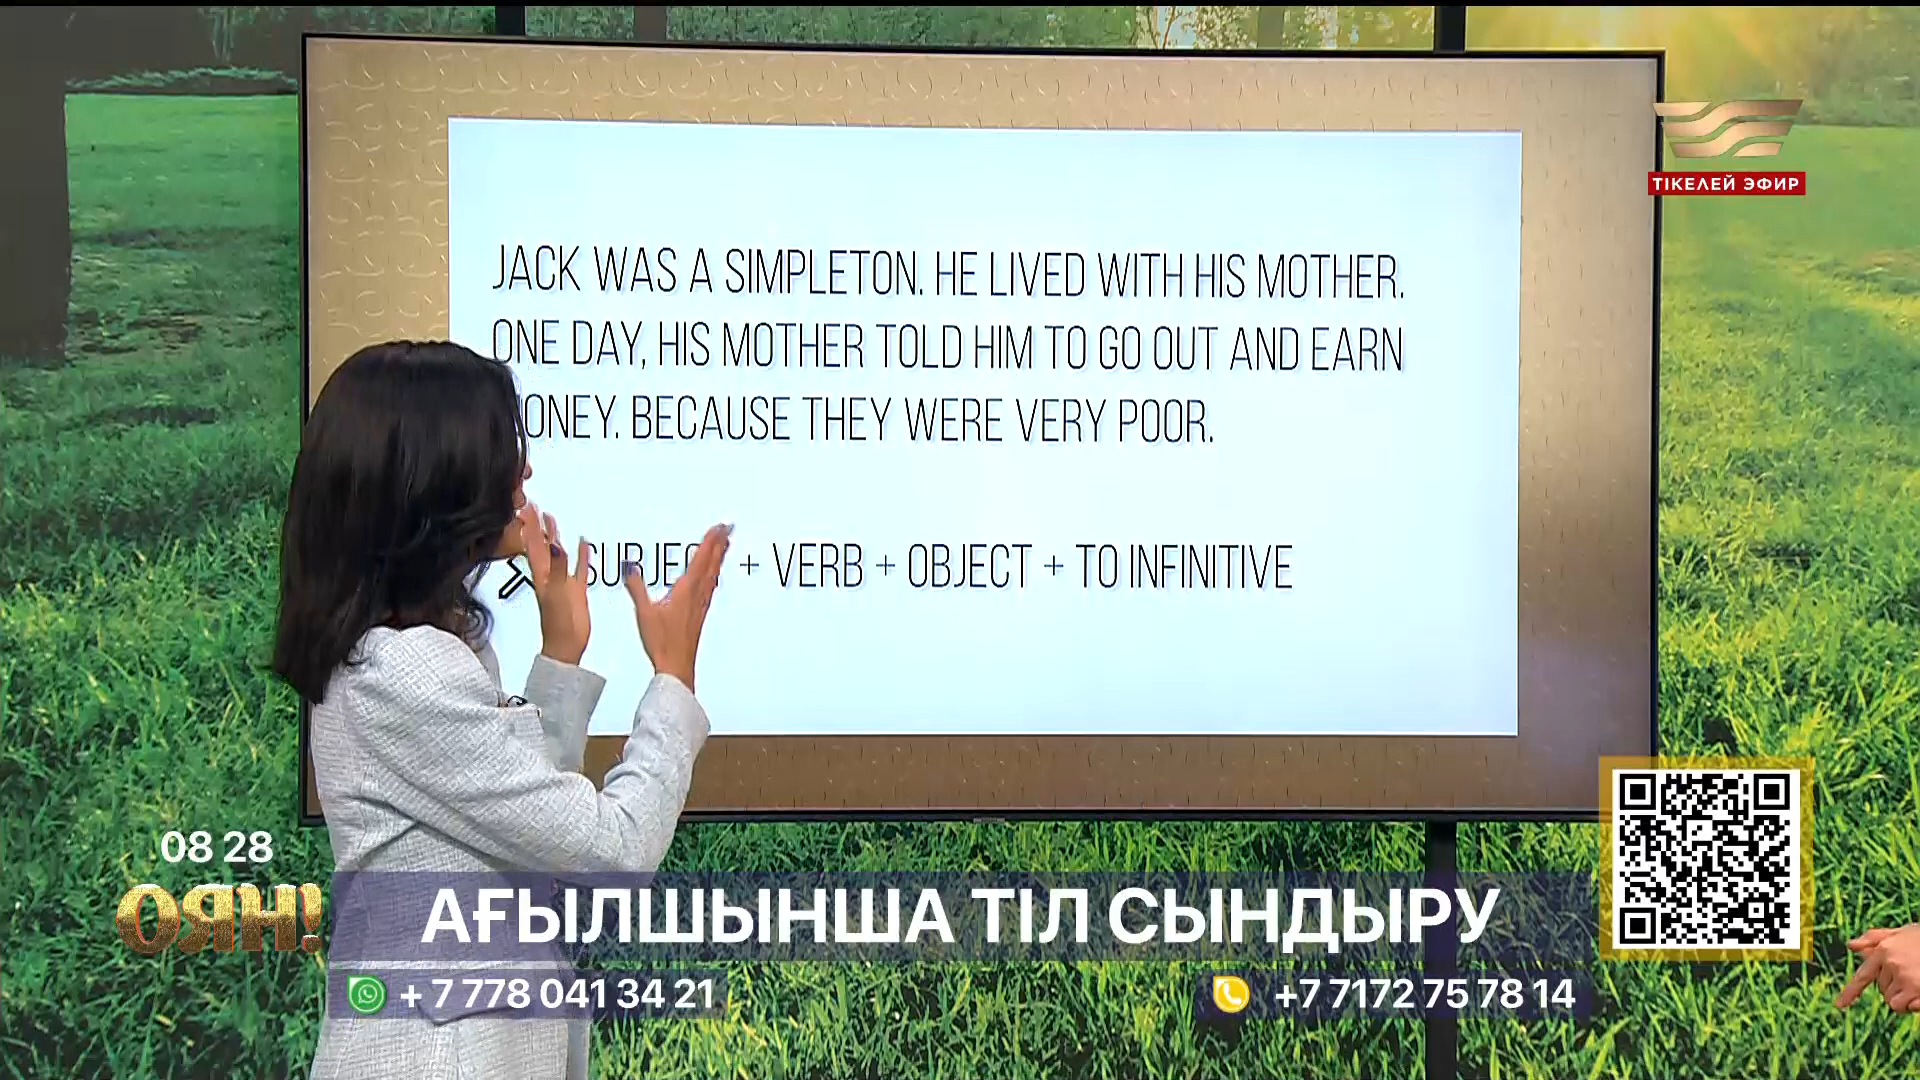 ТІКЕЛЕЙ ЭФИР
JACK WAS A SIMPLETON. HE LIVED WITH HIS MOTHER.
ONE DAY, HIS MOTHER TOLD HIM TO GO OUT AND EARN
MONEY. BECAUSE THEY WERE VERY POOR.
SUBJECT + VERB + OBJECT + TO INFINITIVE
08 28
ОЯН!
АҒЫЛШЫНША ТІЛ СЫНДЫРУ
+ 7 778 041 34 21
+7 7172 75 78 14